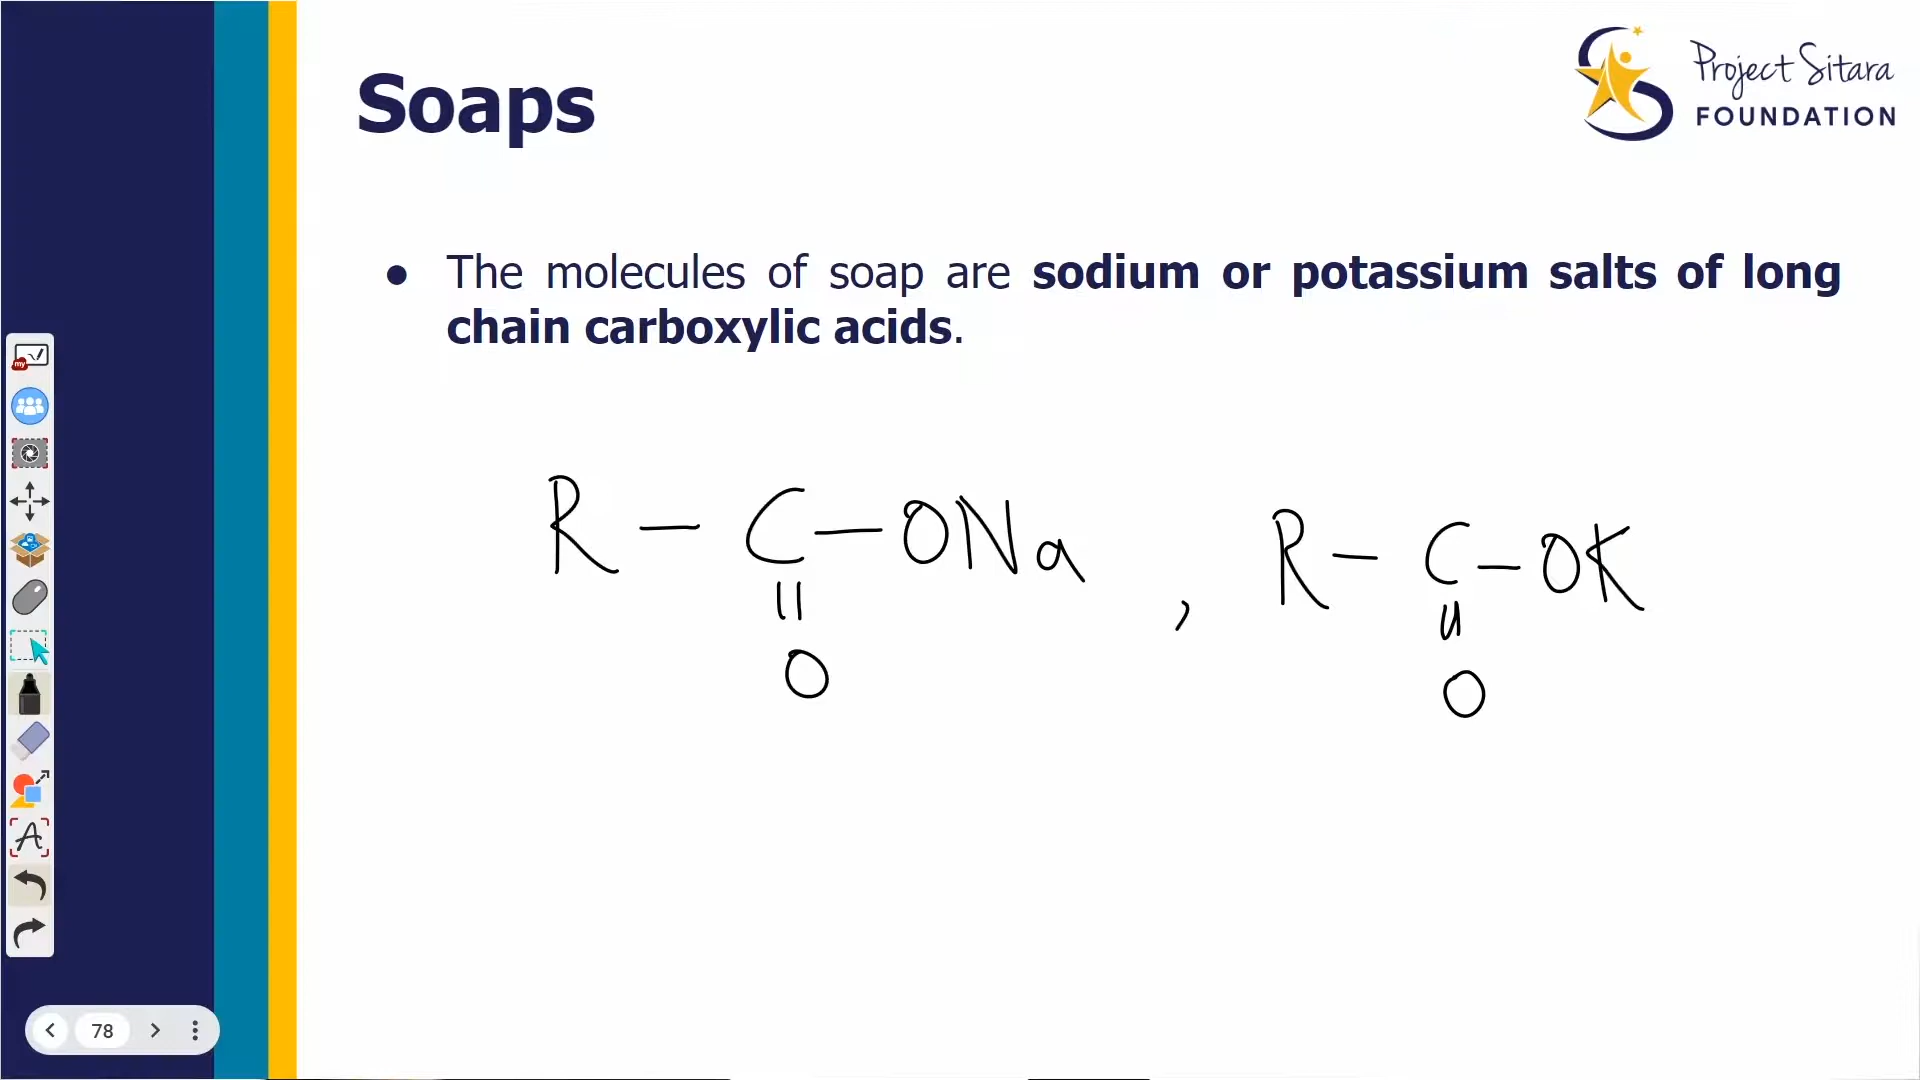 Project Sitara
FOUNDATION
Soaps
● The molecules of soap are sodium or potassium salts of long
chain carboxylic acids.
R – C – ONa , R – C – OK
|| ||
O O
my
A
78